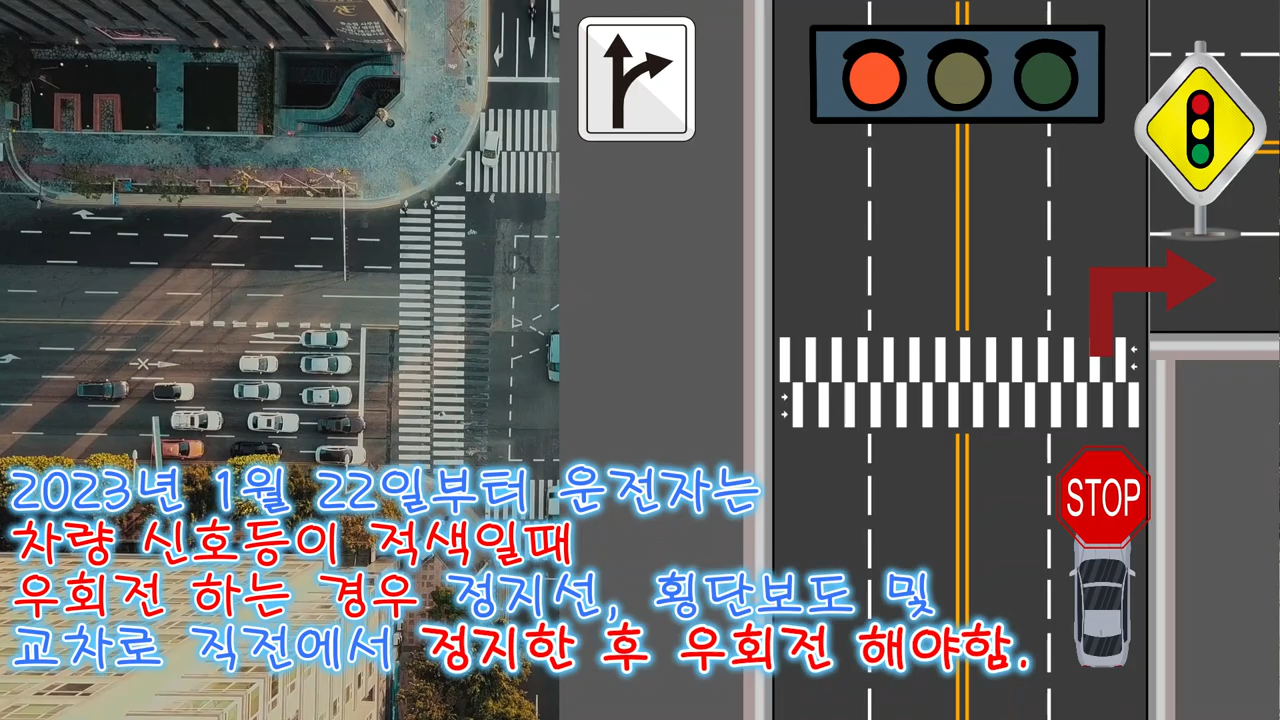 STOP
2023년 1월 22일부터 운전자는
차량 신호등이 적색일때
우회전 하는 경우 정지선, 횡단보도 및
교차로 직전에서 정지한 후 우회전 해야함.